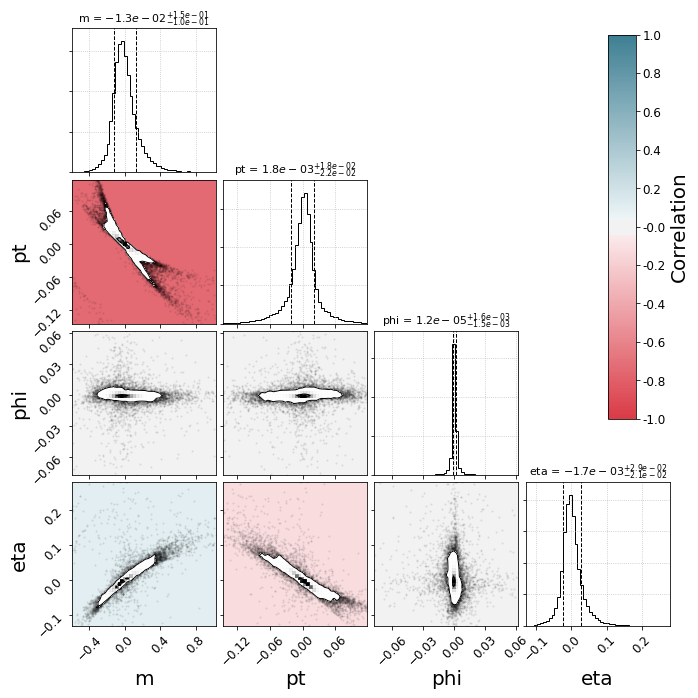 m = −1.3e − 02 +1.5e−01 −1.0e−01
pt = 1.8e − 03 +1.8e−02 −2.2e−02
phi = 1.2e − 05 +1.6e−03 −1.5e−03
eta = −1.7e − 03 +2.9e−02 −2.1e−02
1.0
0.8
0.6
0.4
0.2
-0.0
-0.2
-0.4
-0.6
-0.8
-1.0
Correlation
pt
0.06
0.00
−0.06
−0.12
phi
0.06
0.03
0.00
−0.03
−0.06
eta
0.2
0.1
0.0
−0.1
−0.4 0.0 0.4 0.8
−0.12 −0.06 0.00 0.06
−0.06 −0.03 0.00 0.03 0.06
−0.1 0.0 0.1 0.2
m pt phi eta